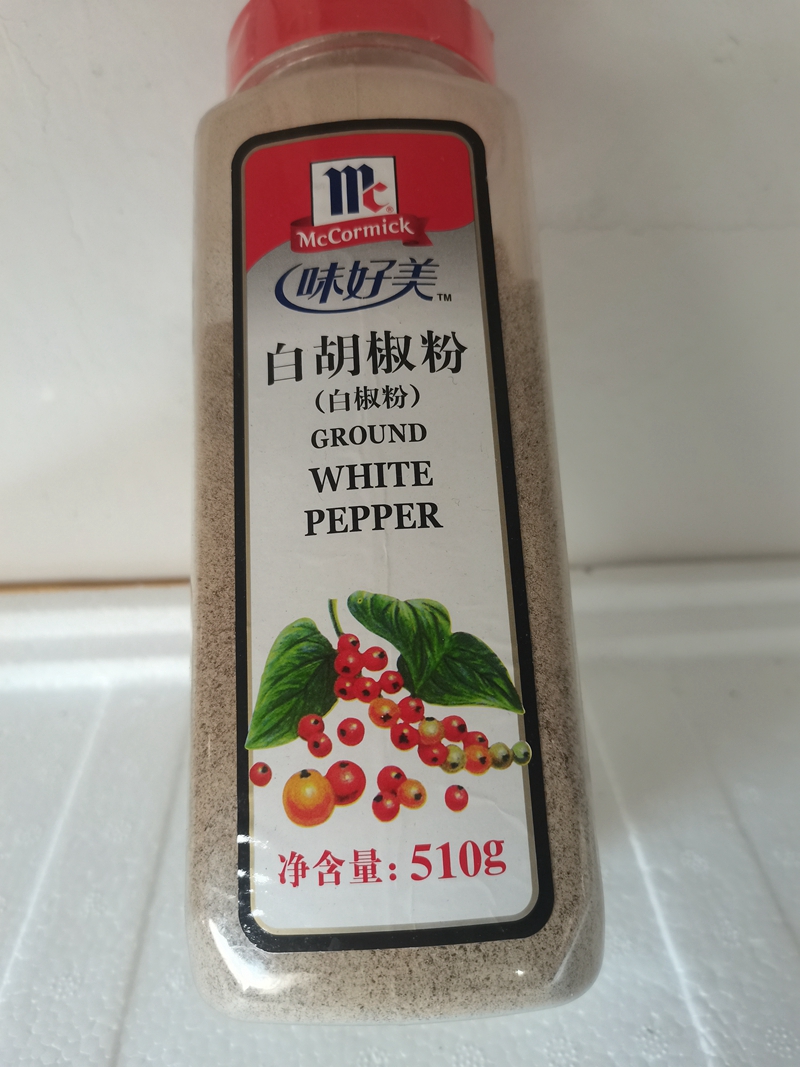 Mc®
McCormick
味好美™
白胡椒粉
（白椒粉）
GROUND
WHITE
PEPPER
净含量：510g